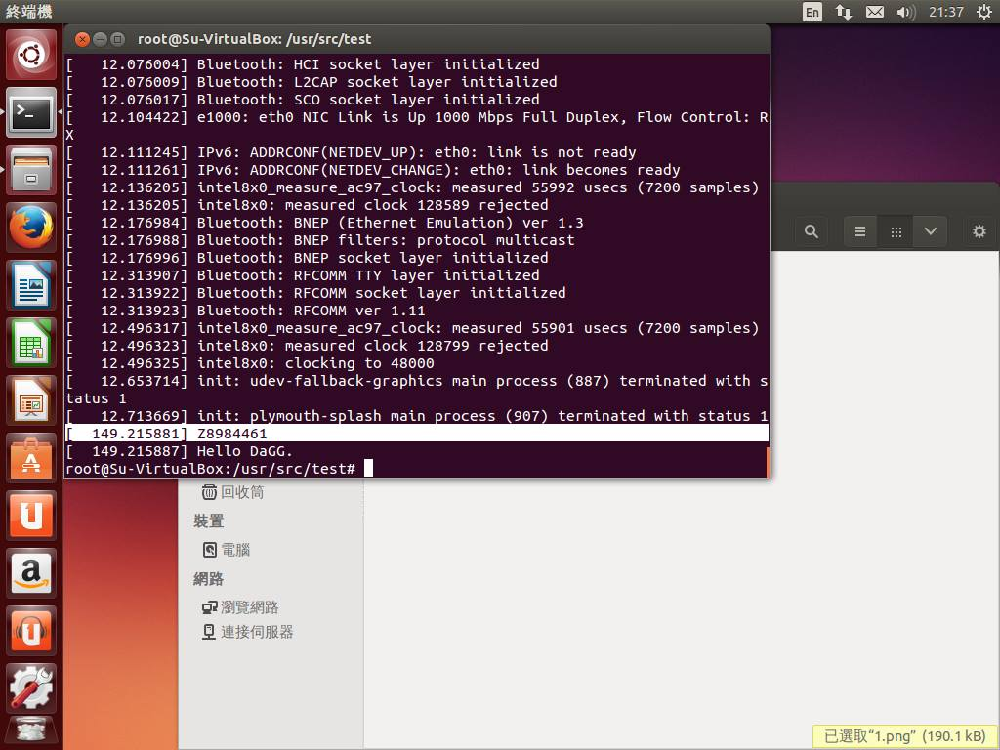 終端機
En
21:37
root@Su-VirtualBox: /usr/src/test
[   12.076004] Bluetooth: HCI socket layer initialized
[   12.076009] Bluetooth: L2CAP socket layer initialized
[   12.076017] Bluetooth: SCO socket layer initialized
[   12.104422] e1000: eth0 NIC Link is Up 1000 Mbps Full Duplex, Flow Control: R
X
[   12.111245] IPv6: ADDRCONF(NETDEV_UP): eth0: link is not ready
[   12.111261] IPv6: ADDRCONF(NETDEV_CHANGE): eth0: link becomes ready
[   12.136205] intel8x0_measure_ac97_clock: measured 55992 usecs (7200 samples)
[   12.136205] intel8x0: measured clock 128589 rejected
[   12.176984] Bluetooth: BNEP (Ethernet Emulation) ver 1.3
[   12.176988] Bluetooth: BNEP filters: protocol multicast
[   12.176996] Bluetooth: BNEP socket layer initialized
[   12.313907] Bluetooth: RFCOMM TTY layer initialized
[   12.313922] Bluetooth: RFCOMM socket layer initialized
[   12.313923] Bluetooth: RFCOMM ver 1.11
[   12.496317] intel8x0_measure_ac97_clock: measured 55901 usecs (7200 samples)
[   12.496323] intel8x0: measured clock 128799 rejected
[   12.496325] intel8x0: clocking to 48000
[   12.653714] init: udev-fallback-graphics main process (887) terminated with s
tatus 1
[   12.713669] init: plymouth-splash main process (907) terminated with status 1
[  149.215881] Z8984461
[  149.215887] Hello DaGG.
root@Su-VirtualBox:/usr/src/test#
回收筒
裝置
電腦
網路
瀏覽網路
連接伺服器
已選取“1.png” (190.1 kB)